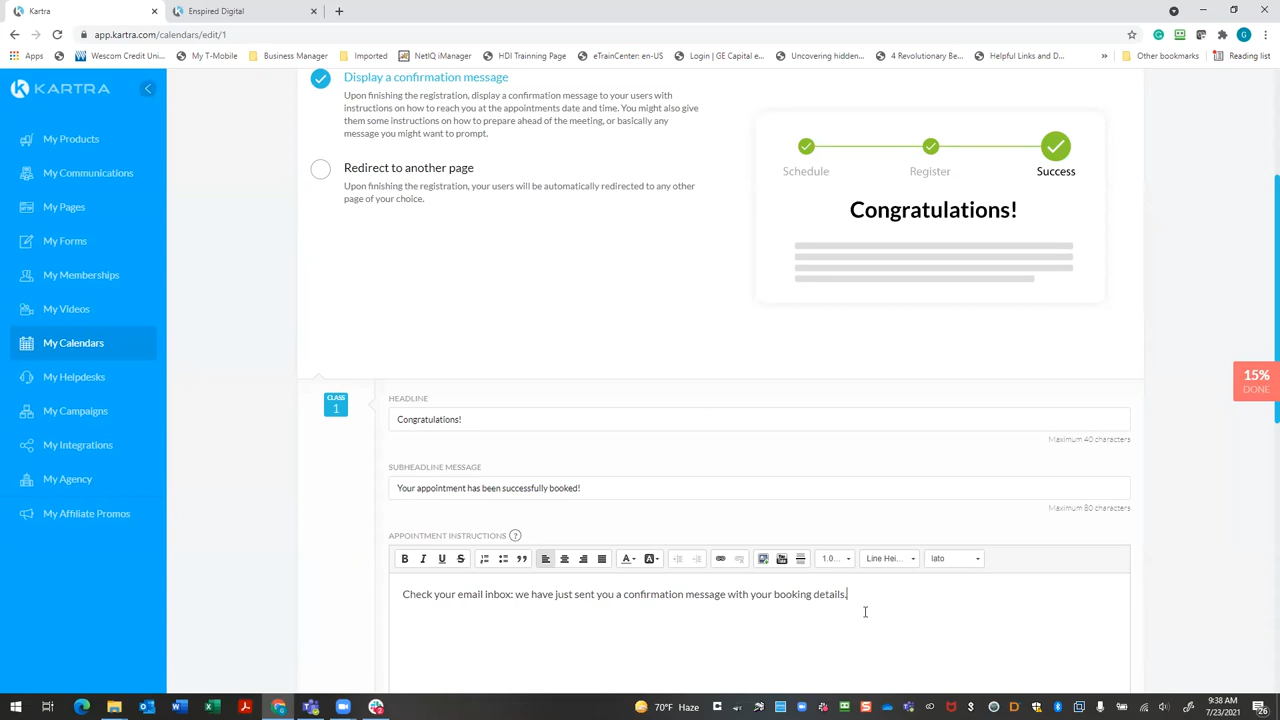 Kartra
Enspired Digital
app.kartra.com/calendars/edit/1
Apps
Wescom Credit Uni...
My T-Mobile
Business Manager
Imported
NetIQ iManager
HDI Training Page
eTrainCenter: en-US
Login | GE Capital e...
Uncovering hidden...
4 Revolutionary Be...
Helpful Links and D...
»
Other bookmarks
Reading list
KARTRA
My Products
My Communications
My Pages
My Forms
My Memberships
My Videos
My Calendars
My Helpdesks
My Campaigns
My Integrations
My Agency
My Affiliate Promos
Display a confirmation message
Upon finishing the registration, display a confirmation message to your users with
instructions on how to reach you at the appointments date and time. You might also give
them some instructions on how to prepare ahead of the meeting, or basically any
message you might want to prompt.
Redirect to another page
Upon finishing the registration, your users will be automatically redirected to any other
page of your choice.
Schedule
Register
Success
Congratulations!
15%
DONE
CLASS
1
HEADLINE
Congratulations!
Maximum 40 characters
SUBHEADLINE MESSAGE
Your appointment has been successfully booked!
Maximum 80 characters
APPOINTMENT INSTRUCTIONS ?
B I U S
1.0...
Line Hei...
lato
Check your email inbox: we have just sent you a confirmation message with your booking details.
70°F Haze
9:38 AM
7/23/2021
26